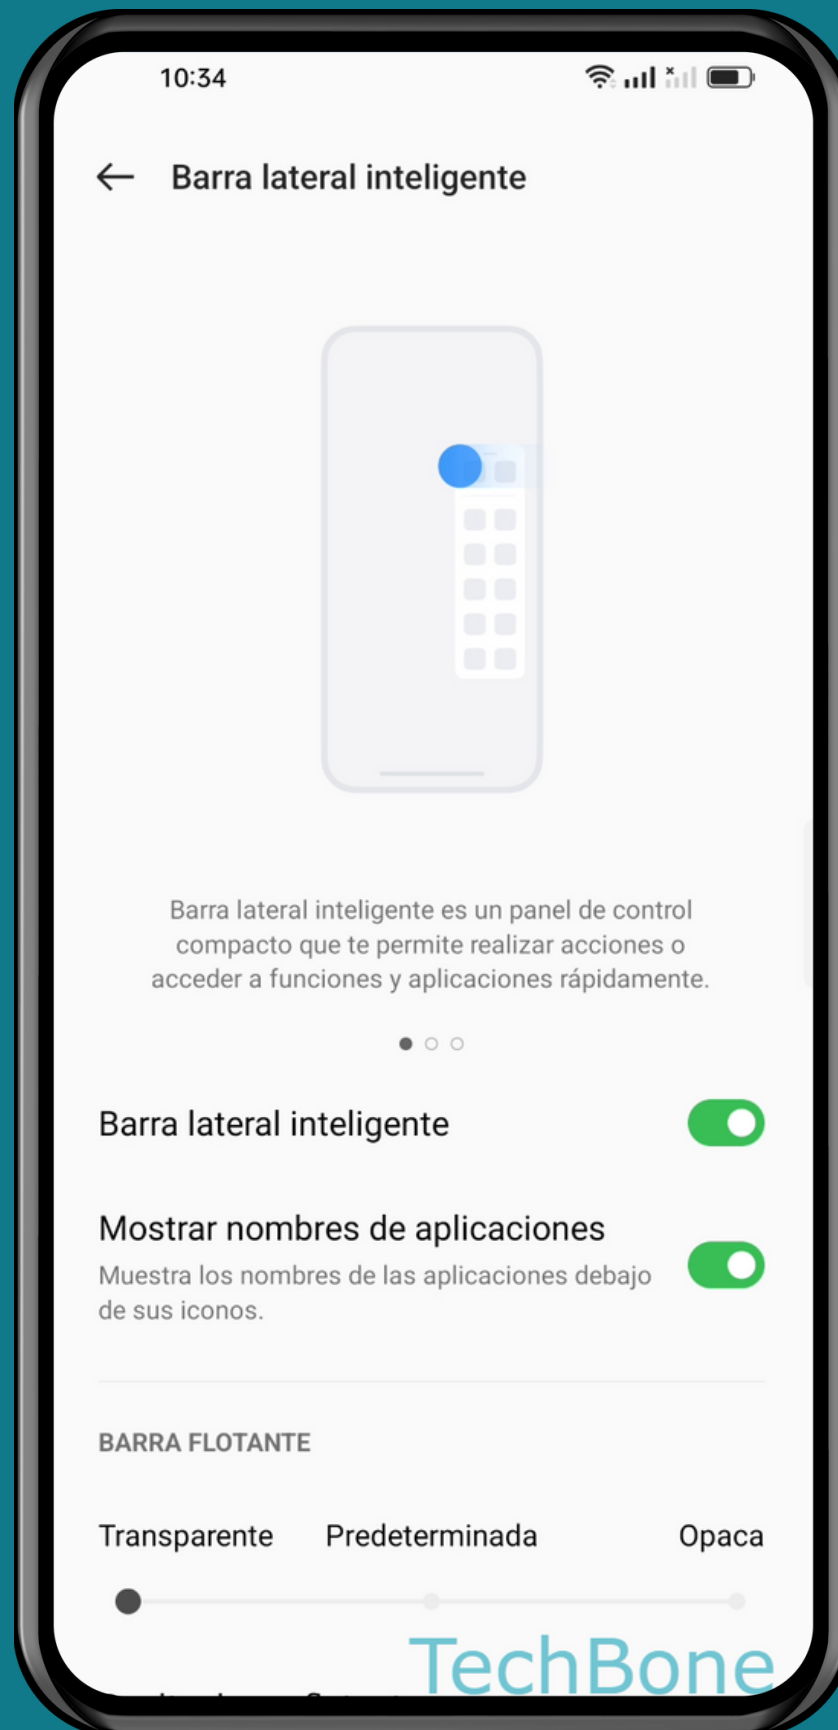 10:34
Barra lateral inteligente
Barra lateral inteligente es un panel de control
compacto que te permite realizar acciones o
acceder a funciones y aplicaciones rápidamente.
Barra lateral inteligente
Mostrar nombres de aplicaciones
Muestra los nombres de las aplicaciones debajo
de sus iconos.
BARRA FLOTANTE
Transparente Predeterminada Opaca
TechBone